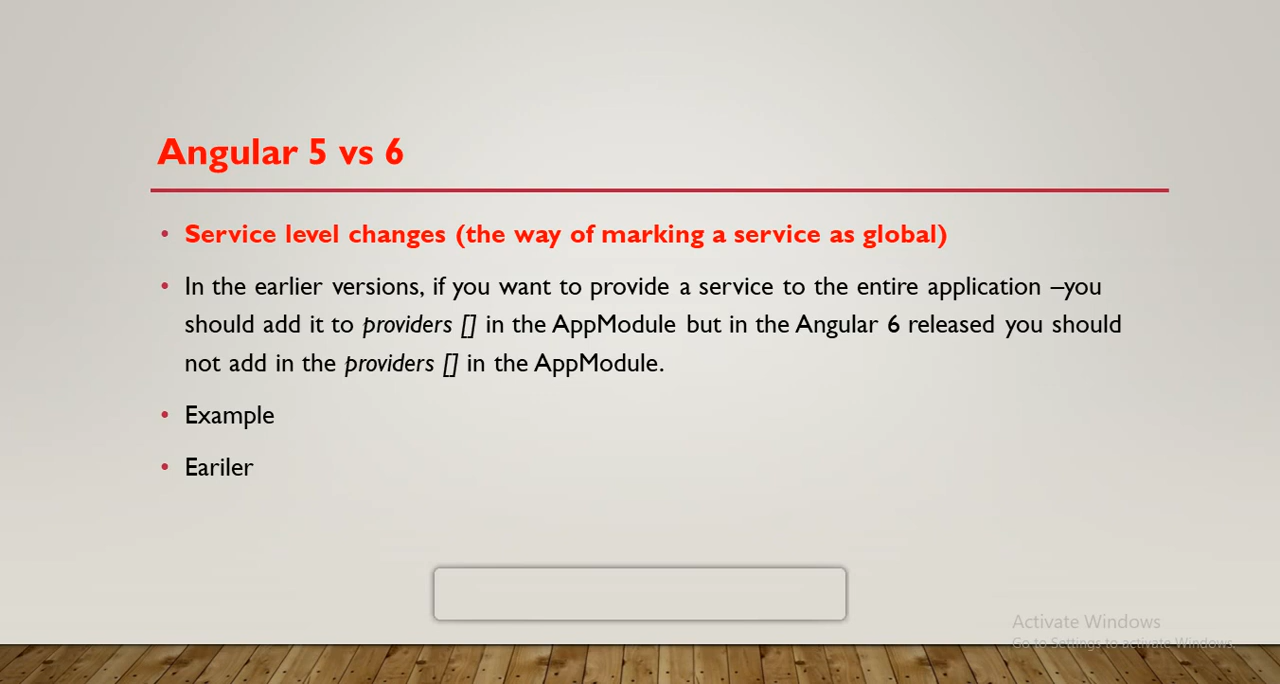 Angular 5 vs 6
• Service level changes (the way of marking a service as global)
• In the earlier versions, if you want to provide a service to the entire application –you
should add it to providers [] in the AppModule but in the Angular 6 released you should
not add in the providers [] in the AppModule.
• Example
• Eariler
Activate Windows
Go to Settings to activate Windows.